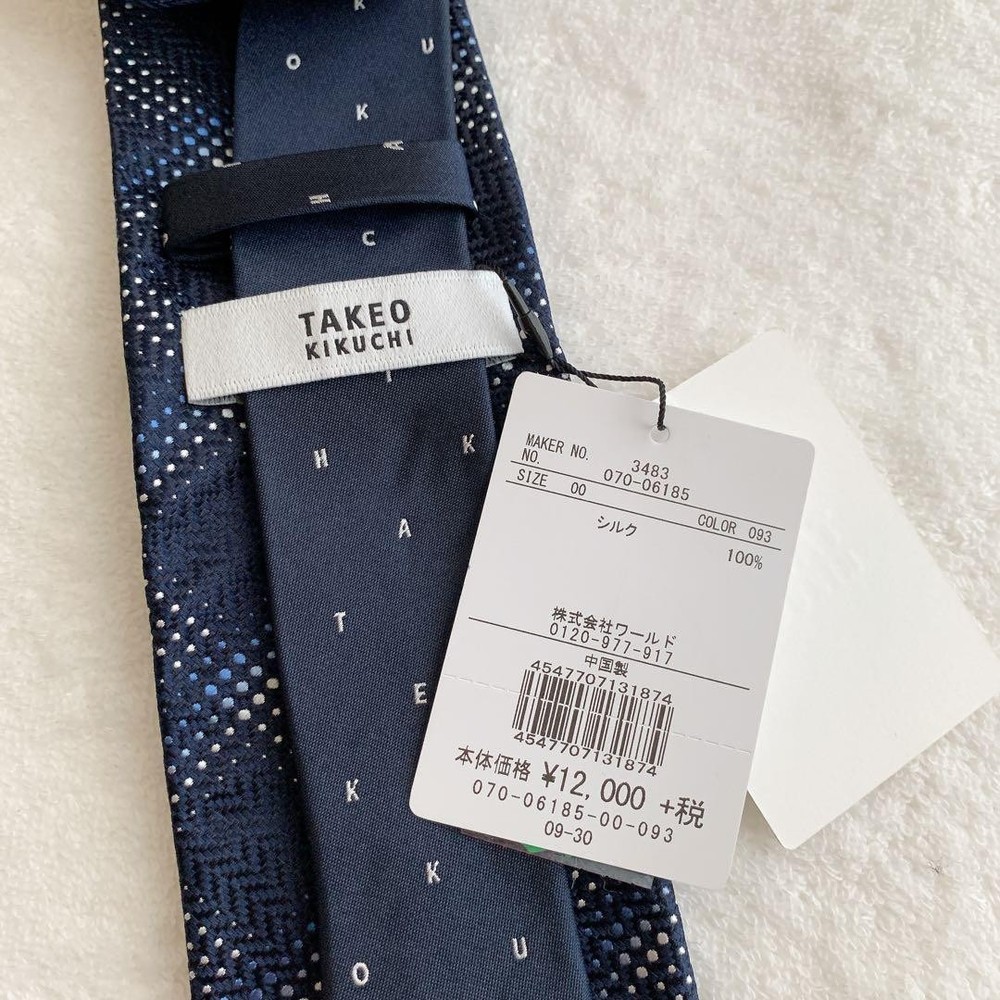 K
O U
K
A
H
C
TAKEO
KIKUCHI
I
H K
A
T
E
K
K
O U
MAKER NO. 3483
NO. 070-06185
SIZE 00 COLOR 093
シルク 100%
株式会社ワールド
0120-977-917
中国製
4547707131874
4547707131874
本体価格 ¥12,000 +税
070-06185-00-093
09-30